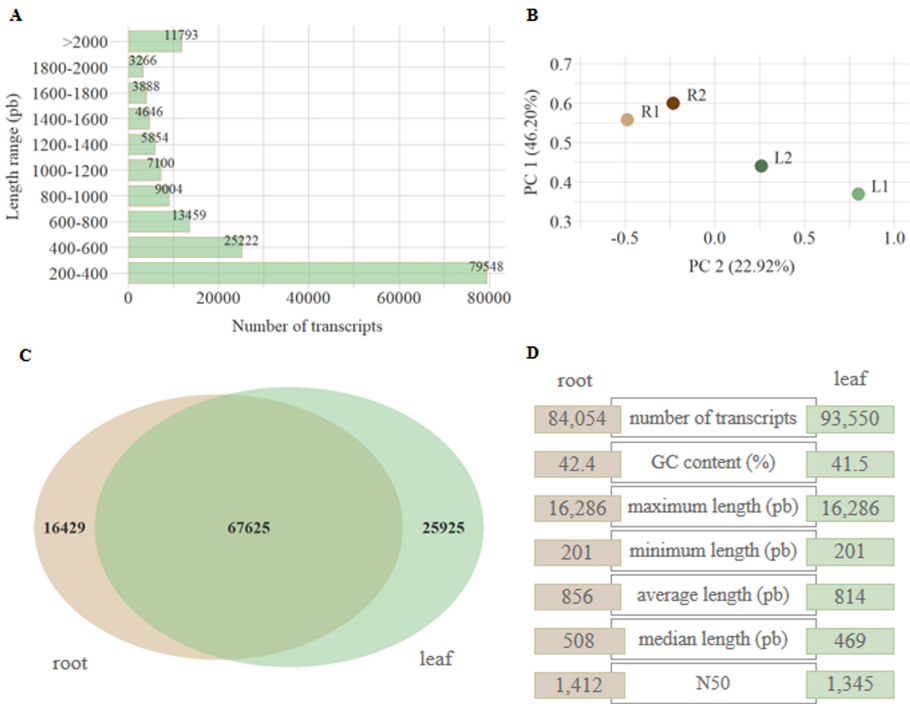 A
>2000
11793
1800-2000
3266
1600-1800
3888
1400-1600
4646
1200-1400
5854
1000-1200
7100
800-1000
9004
600-800
13459
400-600
25222
200-400
79548
Length range (pb)
0 20000 40000 60000 80000
Number of transcripts
B
0.7
0.6
0.5
0.4
0.3
PC 1 (46.20%)
R1
R2
L2
L1
-0.5 0.0 0.5 1.0
PC 2 (22.92%)
C
16429
67625
25925
root
leaf
D
root leaf
84,054 number of transcripts 93,550
42.4 GC content (%) 41.5
16,286 maximum length (pb) 16,286
201 minimum length (pb) 201
856 average length (pb) 814
508 median length (pb) 469
1,412 N50 1,345